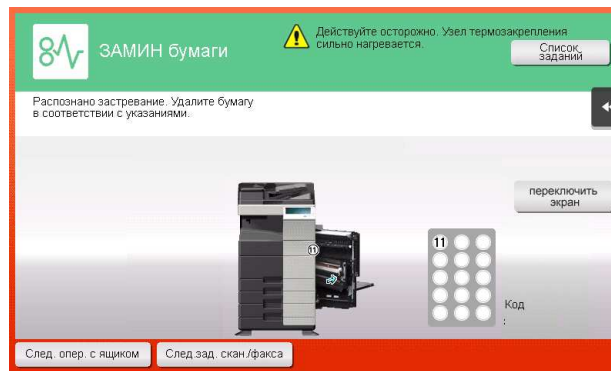 ЗАМИН бумаги
Действуйте осторожно. Узел термозакрепления
сильно нагревается.
Список
заданий
Распознано застревание. Удалите бумагу
в соответствии с указаниями.
переключить
экран
11
11
Код
:
След. опер. с ящиком
След.зад. скан./факса